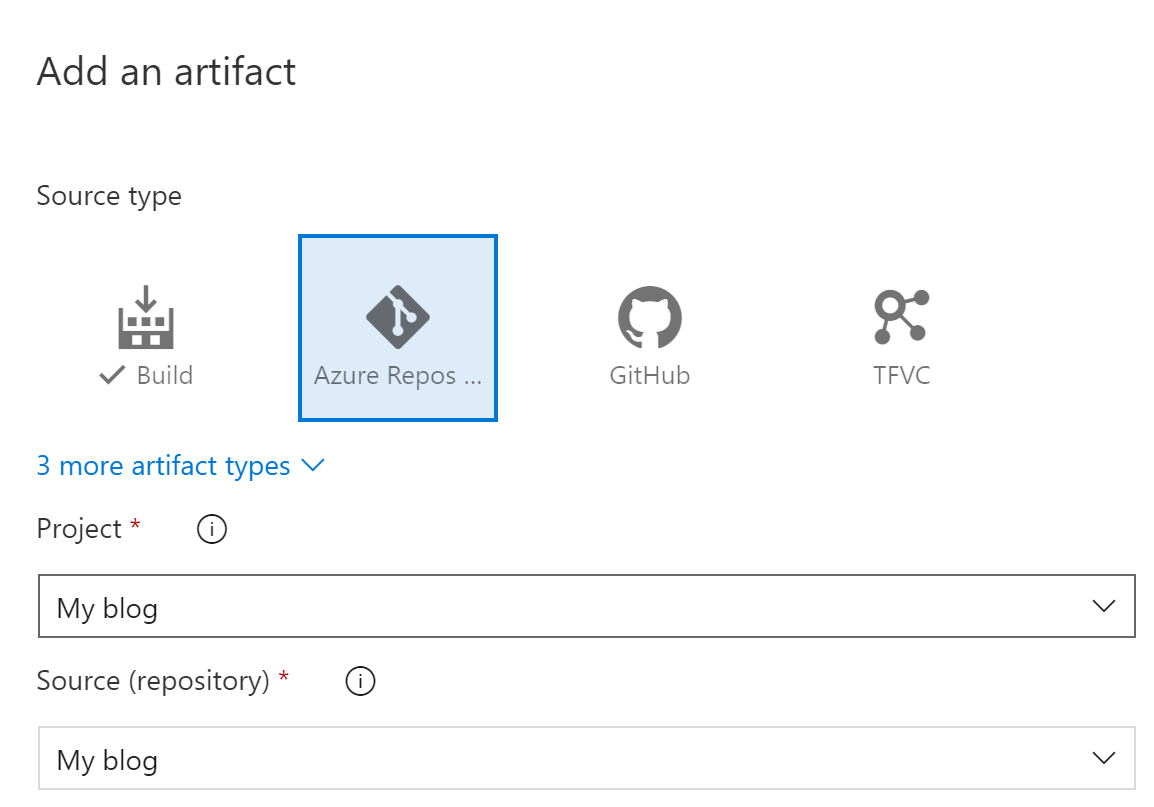 Add an artifact
Source type
Build
Azure Repos ...
GitHub
TFVC
3 more artifact types
Project *
My blog
Source (repository) *
My blog